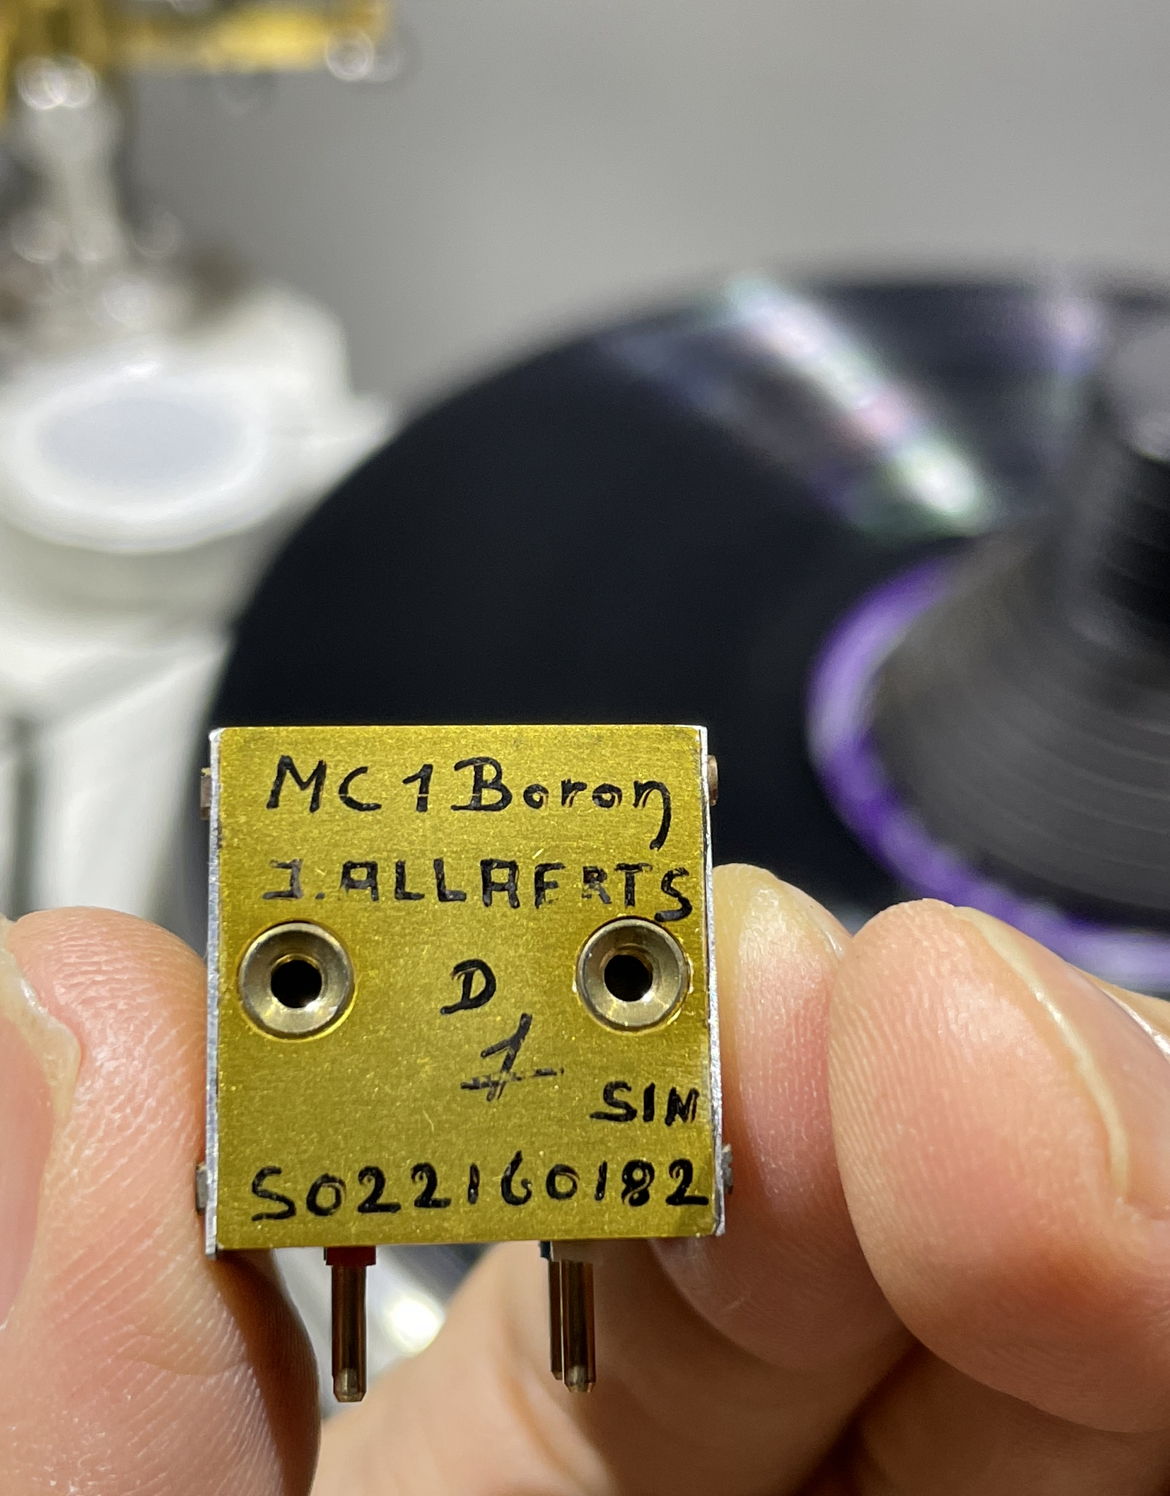 MC1Boron
J.ALLAERTS
D
1
SIN
S022160182